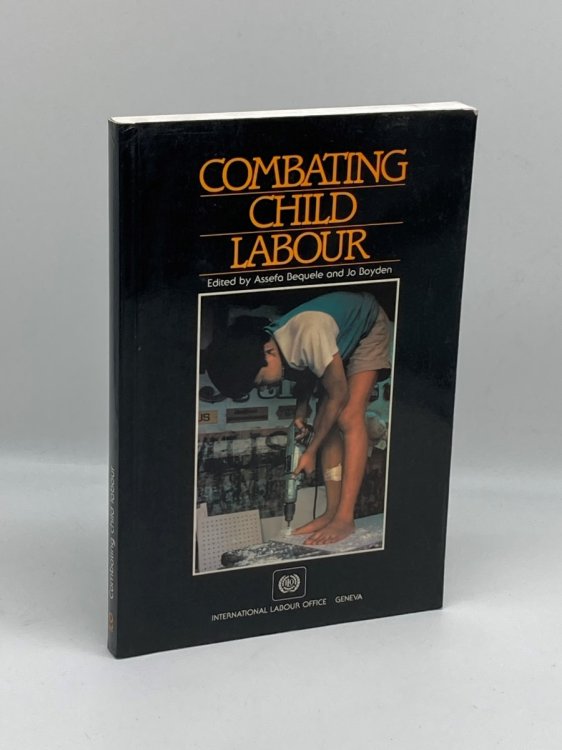 COMBATING
CHILD
LABOUR
Edited by Assefa Bequele and Jo Boyden
INTERNATIONAL LABOUR OFFICE GENEVA
combating child labour